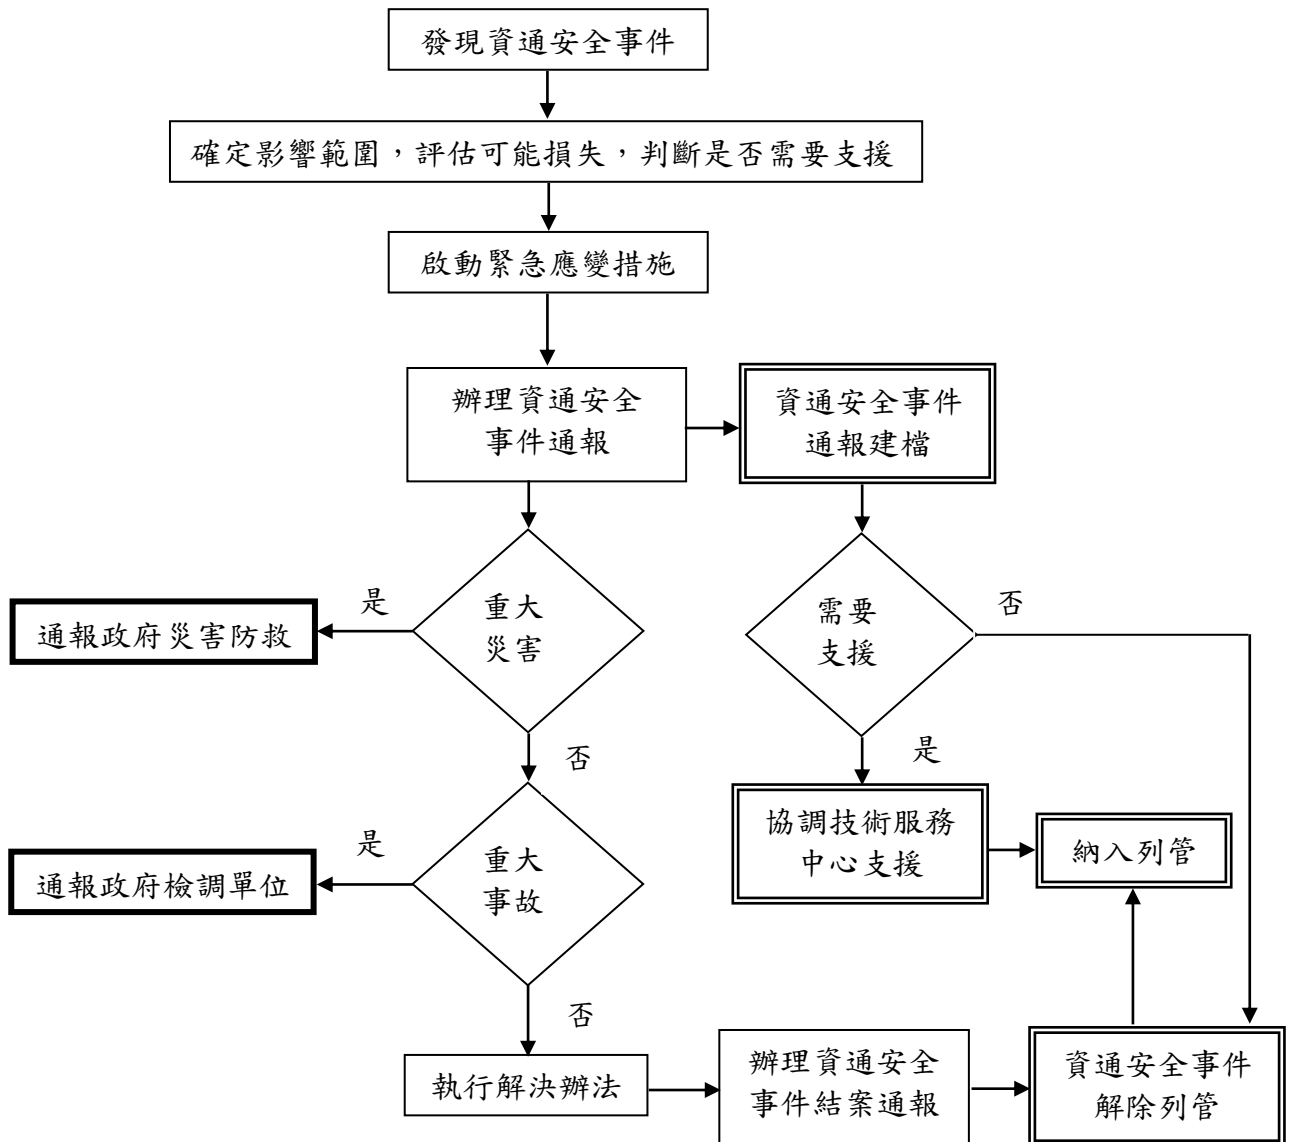 發現資通安全事件
確定影響範圍，評估可能損失，判斷是否需要支援
啟動緊急應變措施
辦理資通安全
事件通報
資通安全事件
通報建檔
是
通報政府災害防救
重大
災害
需要
支援
否
否
是
是
通報政府檢調單位
重大
事故
協調技術服務
中心支援
納入列管
否
執行解決辦法
辦理資通安全
事件結案通報
資通安全事件
解除列管